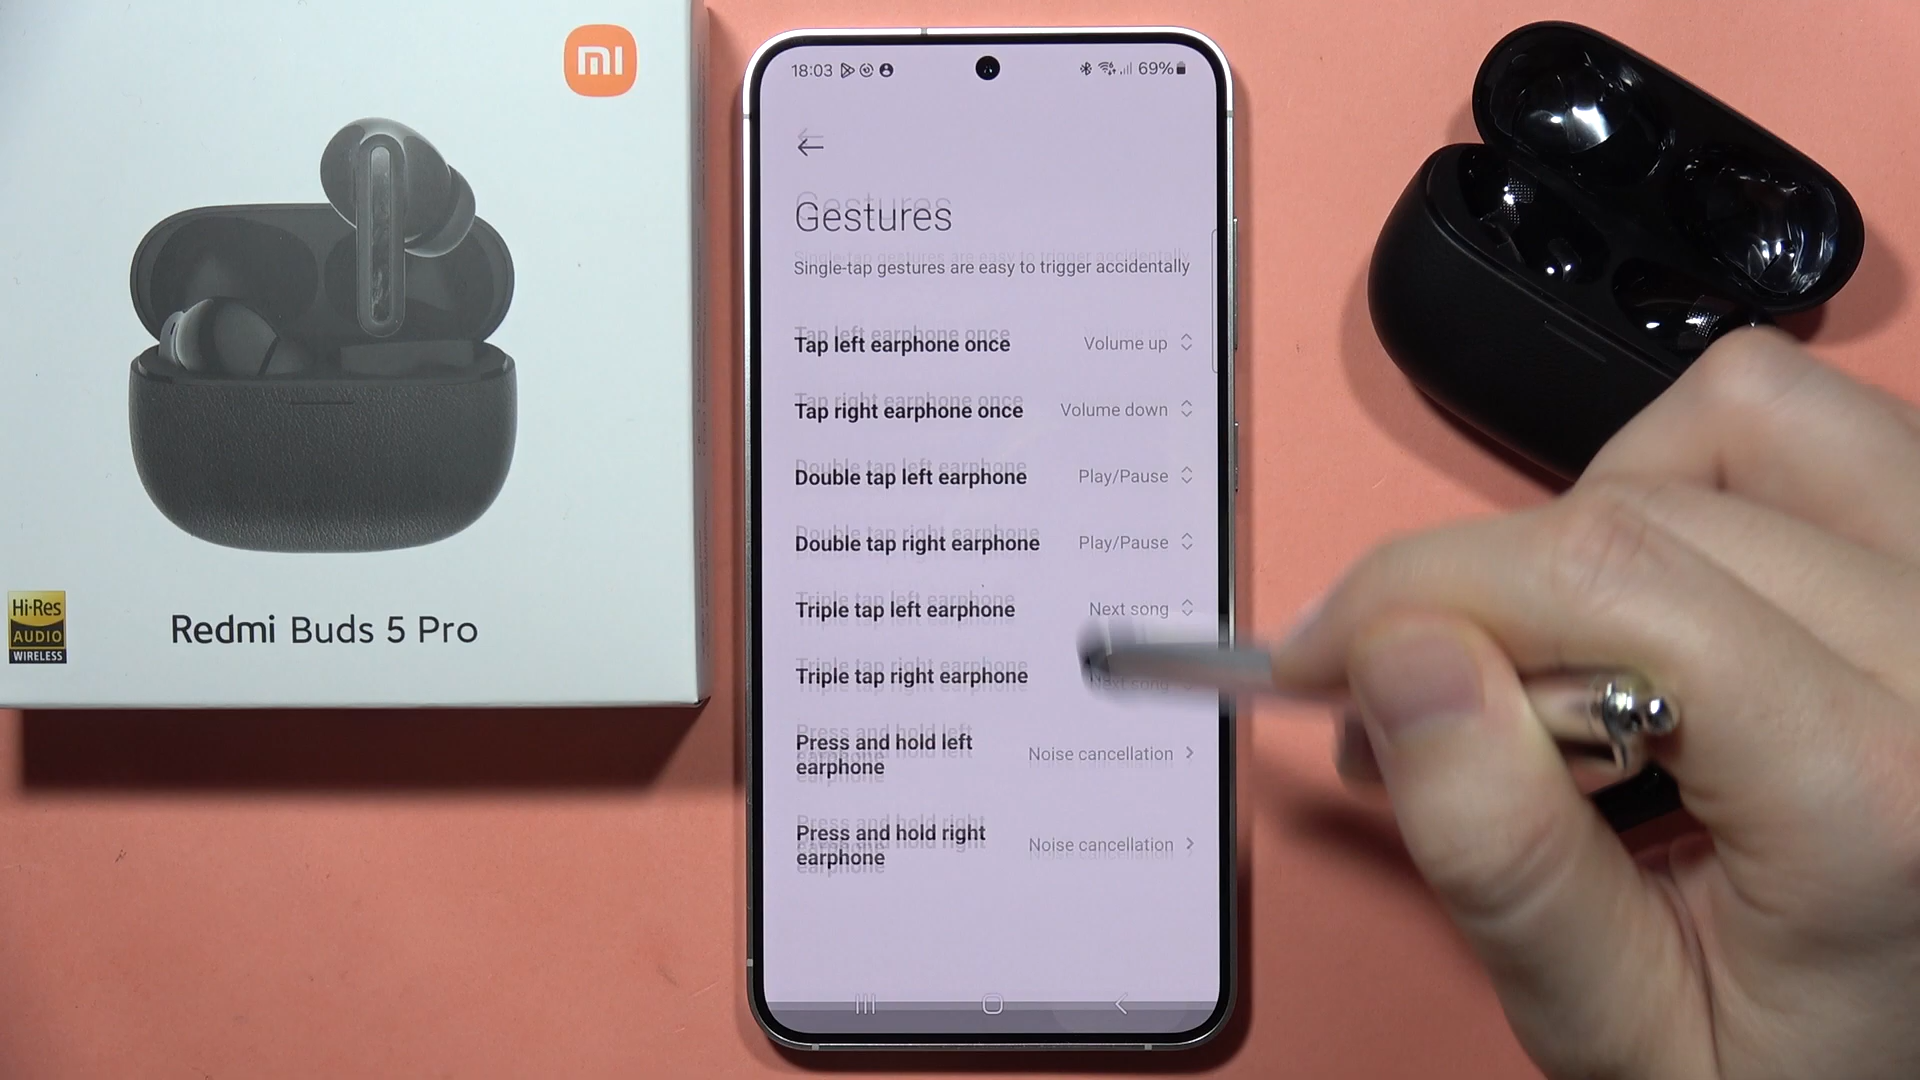 mi
Hi-Res
AUDIO
WIRELESS
Redmi Buds 5 Pro
18:03
69%
Gestures
Single-tap gestures are easy to trigger accidentally
Tap left earphone once
Volume up
Tap right earphone once
Volume down
Double tap left earphone
Play/Pause
Double tap right earphone
Play/Pause
Triple tap left earphone
Next song
Triple tap right earphone
Next song
Press and hold left
earphone
Noise cancellation
Press and hold right
earphone
Noise cancellation